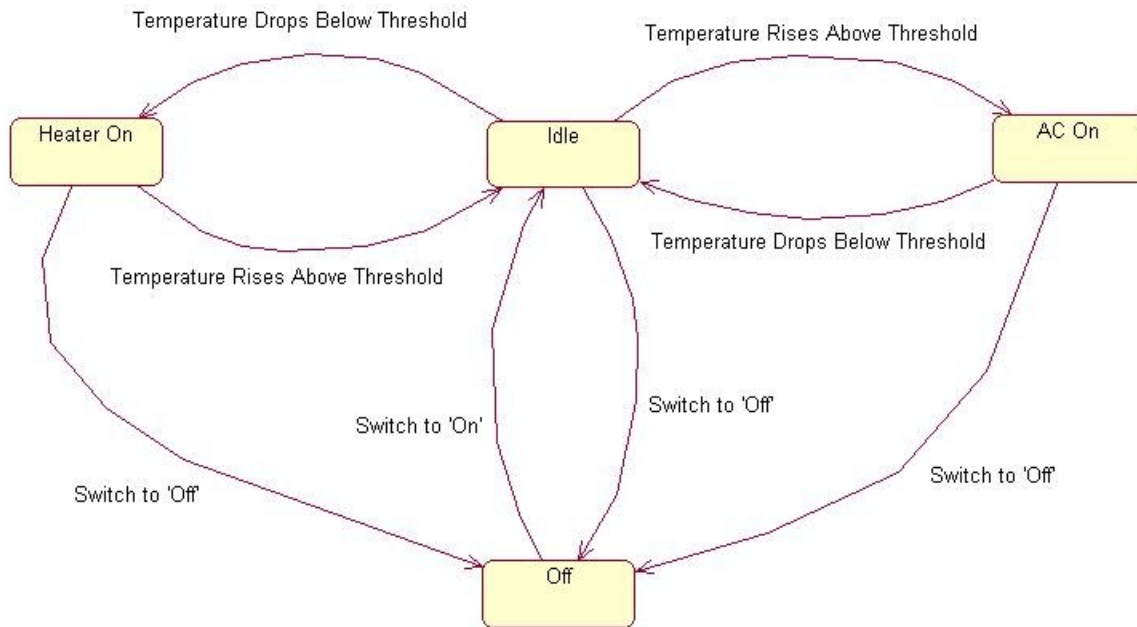 Temperature Drops Below Threshold
Temperature Rises Above Threshold
Heater On
Idle
AC On
Temperature Drops Below Threshold
Temperature Rises Above Threshold
Switch to 'On'
Switch to 'Off'
Switch to 'Off'
Switch to 'Off'
Off